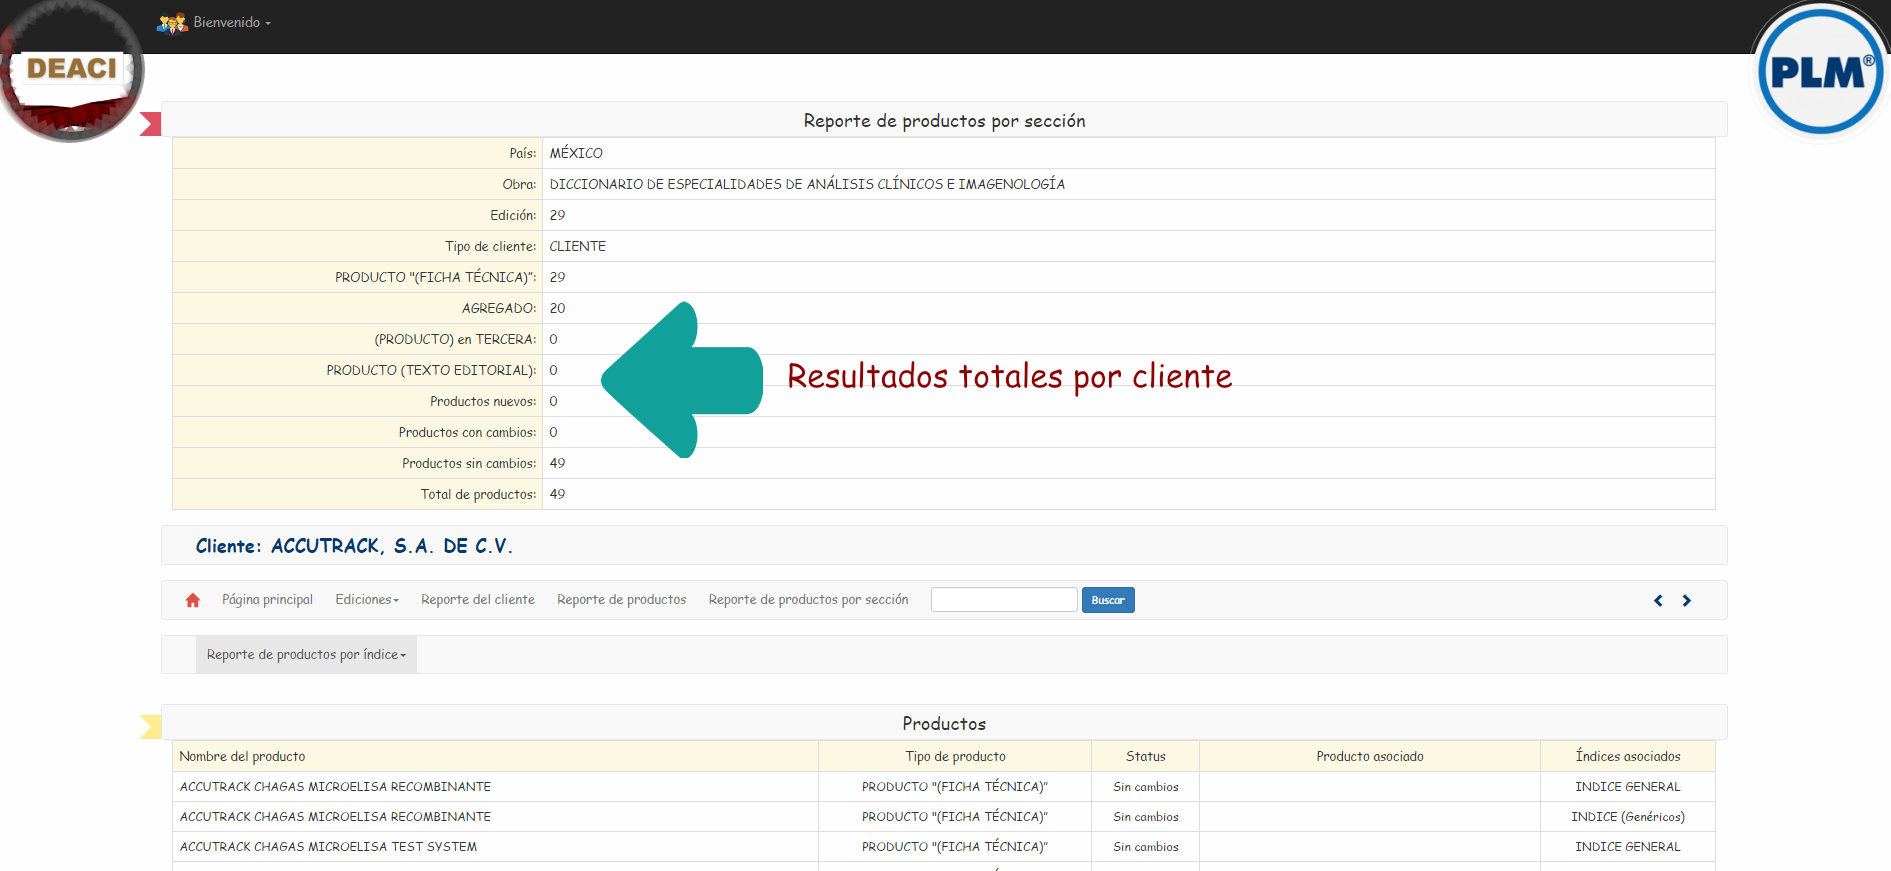 Bienvenido
DEACI
PLM®
Reporte de productos por sección
País: MÉXICO
Obra: DICCIONARIO DE ESPECIALIDADES DE ANÁLISIS CLÍNICOS E IMAGENOLOGÍA
Edición: 29
Tipo de cliente: CLIENTE
PRODUCTO "(FICHA TÉCNICA)": 29
AGREGADO: 20
(PRODUCTO) en TERCERA: 0
PRODUCTO (TEXTO EDITORIAL): 0
Resultados totales por cliente
Productos nuevos: 0
Productos con cambios: 0
Productos sin cambios: 49
Total de productos: 49
Cliente: ACCUTRACK, S.A. DE C.V.
Página principal Ediciones Reporte del cliente Reporte de productos Reporte de productos por sección Buscar
Reporte de productos por índice
Productos
Nombre del producto Tipo de producto Status Producto asociado Índices asociados
ACCUTRACK CHAGAS MICROELISA RECOMBINANTE PRODUCTO "(FICHA TÉCNICA)" Sin cambios INDICE GENERAL
ACCUTRACK CHAGAS MICROELISA RECOMBINANTE PRODUCTO "(FICHA TÉCNICA)" Sin cambios INDICE (Genéricos)
ACCUTRACK CHAGAS MICROELISA TEST SYSTEM PRODUCTO "(FICHA TÉCNICA)" Sin cambios INDICE GENERAL